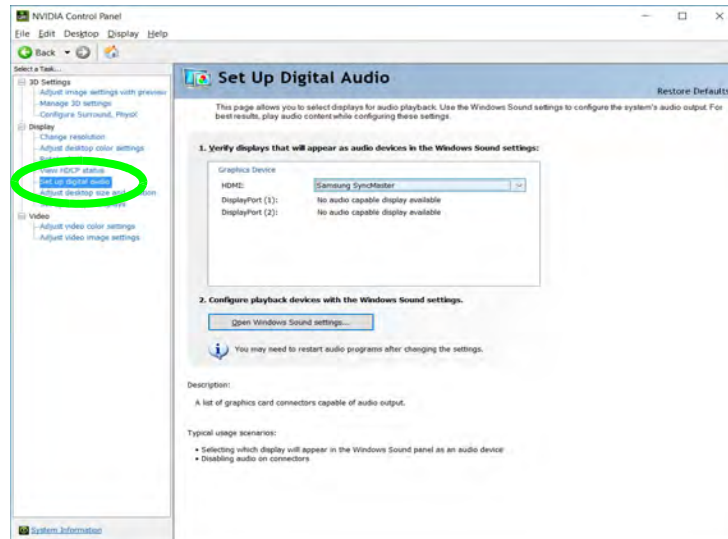 NVIDIA Control Panel
File Edit Desktop Display Help
Back
Select a Task...
3D Settings
Adjust image settings with preview
Manage 3D settings
Configure Surround, PhysX
Display
Change resolution
Adjust desktop color settings
View HDCP status
Set up digital audio
Adjust desktop size and
Video
Adjust video color settings
Adjust video image settings
System Information
Set Up Digital Audio
Restore Defaults
This page allows you to select displays for audio playback. Use the Windows Sound settings to configure the system's audio output. For
best results, play audio content while configuring these settings.
1. Verify displays that will appear as audio devices in the Windows Sound settings:
Graphics Device
HDMI: Samsung SyncMaster
DisplayPort (1): No audio capable display available
DisplayPort (2): No audio capable display available
2. Configure playback devices with the Windows Sound settings.
Open Windows Sound settings...
You may need to restart audio programs after changing the settings.
Description:
A list of graphics card connectors capable of audio output.
Typical usage scenarios:
• Selecting which display will appear in the Windows Sound panel as an audio device
• Disabling audio on connectors